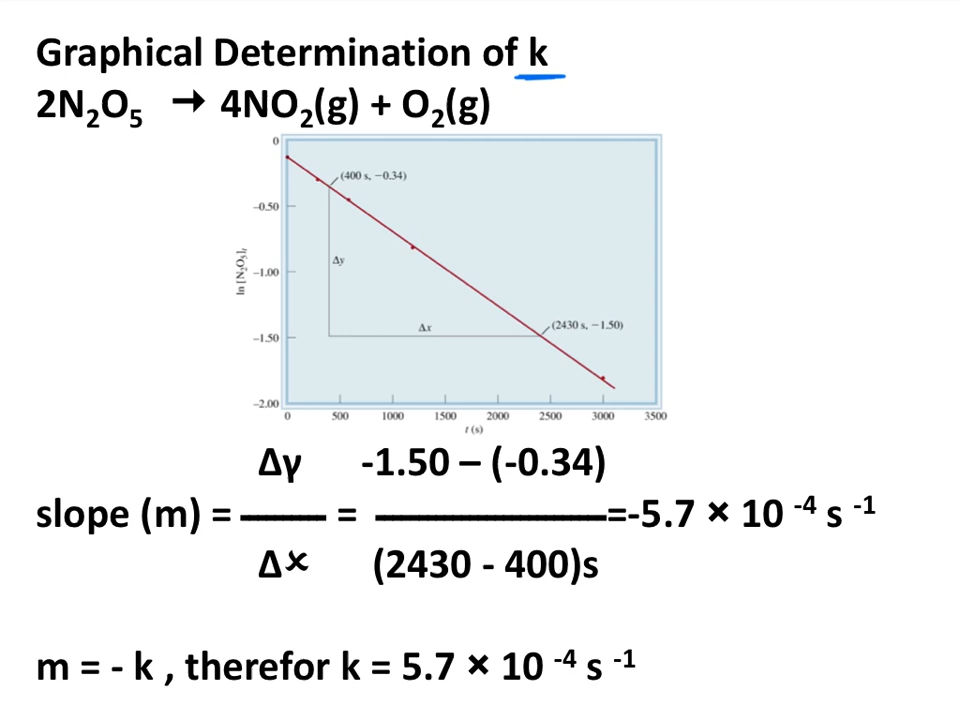 Graphical Determination of k
2N₂O₅ → 4NO₂(g) + O₂(g)
0
(400 s, −0.34)
−0.50
Δy
ln [N₂O₅]ₜ
−1.00
Δx
(2430 s, −1.50)
−1.50
−2.00
0 500 1000 1500 2000 2500 3000 3500
t (s)
Δγ -1.50 – (-0.34)
slope (m) = = =-5.7 × 10 ⁻⁴ s ⁻¹
Δ× (2430 - 400)s
m = - k , therefor k = 5.7 × 10 ⁻⁴ s ⁻¹